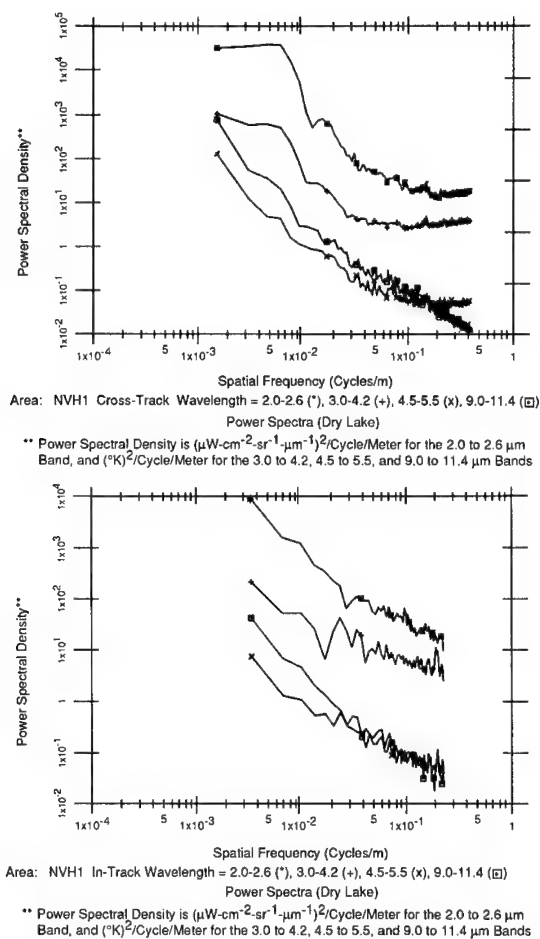 1x10^5
1x10^4
1x10^3
1x10^2
1x10^1
1
1x10^-1
1x10^-2
Power Spectral Density**
1x10^-4 5 1x10^-3 5 1x10^-2 5 1x10^-1 5 1
Spatial Frequency (Cycles/m)
Area: NVH1 Cross-Track Wavelength = 2.0-2.6 (*), 3.0-4.2 (+), 4.5-5.5 (x), 9.0-11.4 (⊡)
Power Spectra (Dry Lake)
** Power Spectral Density is (µW-cm^-2-sr^-1-µm^-1)^2/Cycle/Meter for the 2.0 to 2.6 µm
Band, and (°K)^2/Cycle/Meter for the 3.0 to 4.2, 4.5 to 5.5, and 9.0 to 11.4 µm Bands
1x10^4
1x10^3
1x10^2
1x10^1
1
1x10^-1
1x10^-2
Power Spectral Density**
1x10^-4 5 1x10^-3 5 1x10^-2 5 1x10^-1 5 1
Spatial Frequency (Cycles/m)
Area: NVH1 In-Track Wavelength = 2.0-2.6 (*), 3.0-4.2 (+), 4.5-5.5 (x), 9.0-11.4 (⊡)
Power Spectra (Dry Lake)
** Power Spectral Density is (µW-cm^-2-sr^-1-µm^-1)^2/Cycle/Meter for the 2.0 to 2.6 µm
Band, and (°K)^2/Cycle/Meter for the 3.0 to 4.2, 4.5 to 5.5, and 9.0 to 11.4 µm Bands